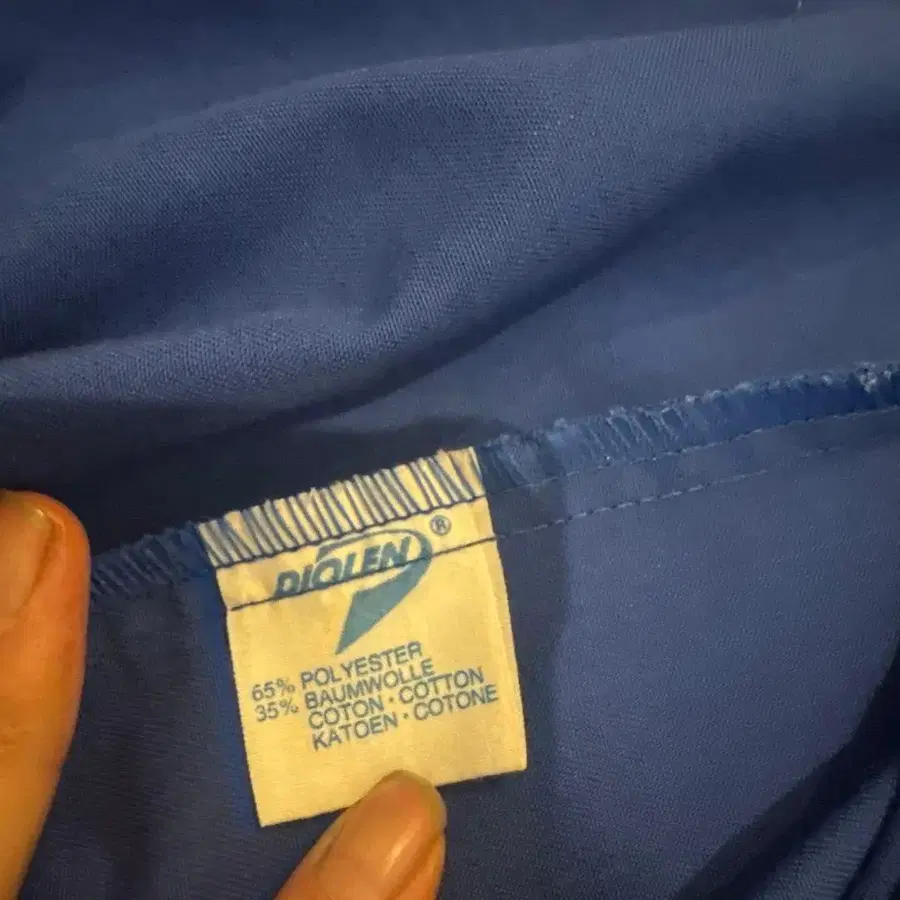 DIOLEN ®
65% POLYESTER
35% BAUMWOLLE
COTON · COTTON
KATOEN · COTONE